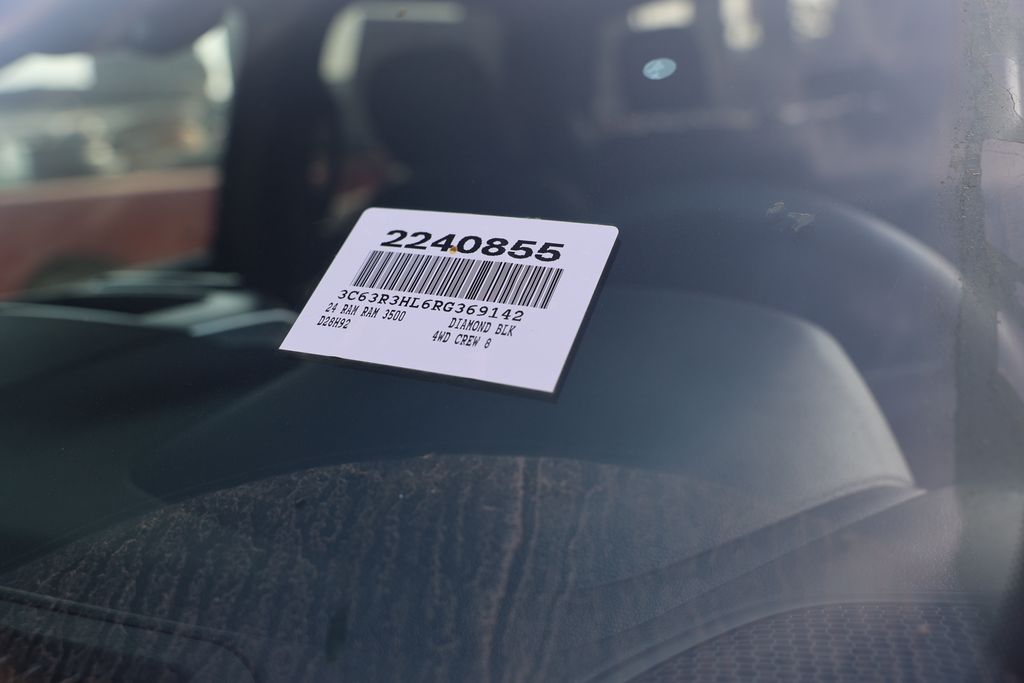 2240855
3C63R3HL6RG369142
24 RAM RAM 3500 DIAMOND BLK
D28H92 4WD CREW 8